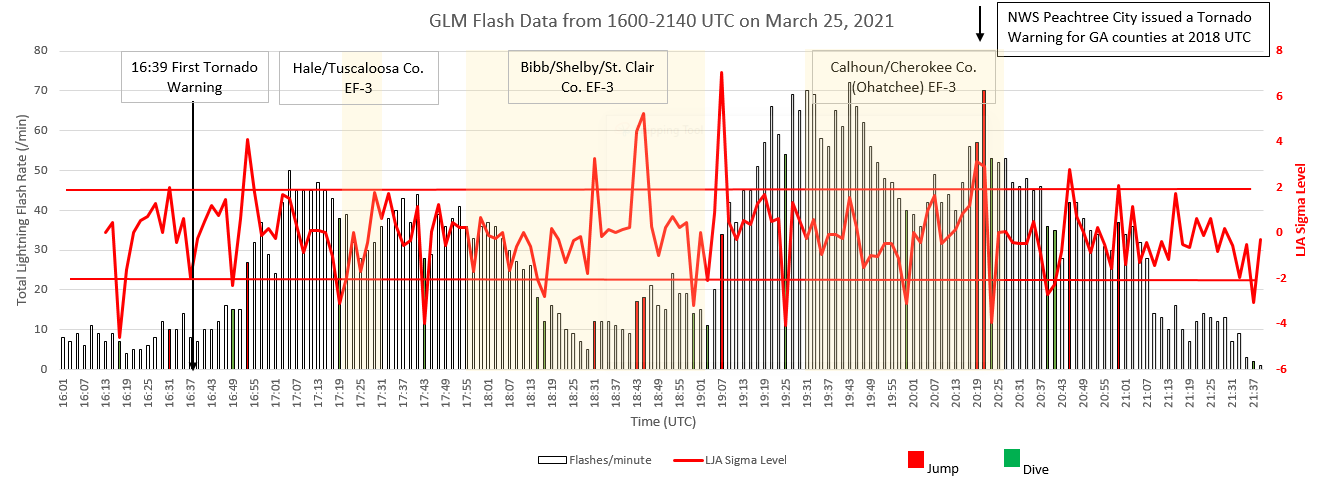 GLM Flash Data from 1600-2140 UTC on March 25, 2021
NWS Peachtree City issued a Tornado
Warning for GA counties at 2018 UTC
16:39 First Tornado
Warning
Hale/Tuscaloosa Co.
EF-3
Bibb/Shelby/St. Clair
Co. EF-3
Calhoun/Cherokee Co.
(Ohatchee) EF-3
Total Lightning Flash Rate (/min)
80
70
60
50
40
30
20
10
0
8
6
4
2
0
-2
-4
-6
LJA Sigma Level
16:01 16:07 16:13 16:19 16:25 16:31 16:37 16:43 16:49 16:55 17:01 17:07 17:13 17:19 17:25 17:31 17:37 17:43 17:49 17:55 18:01 18:07 18:13 18:19 18:25 18:31 18:37 18:43 18:49 18:55 19:01 19:07 19:13 19:19 19:25 19:31 19:37 19:43 19:49 19:55 20:01 20:07 20:13 20:19 20:25 20:31 20:37 20:43 20:49 20:55 21:01 21:07 21:13 21:19 21:25 21:31 21:37
Time (UTC)
Flashes/minute LJA Sigma Level Jump Dive